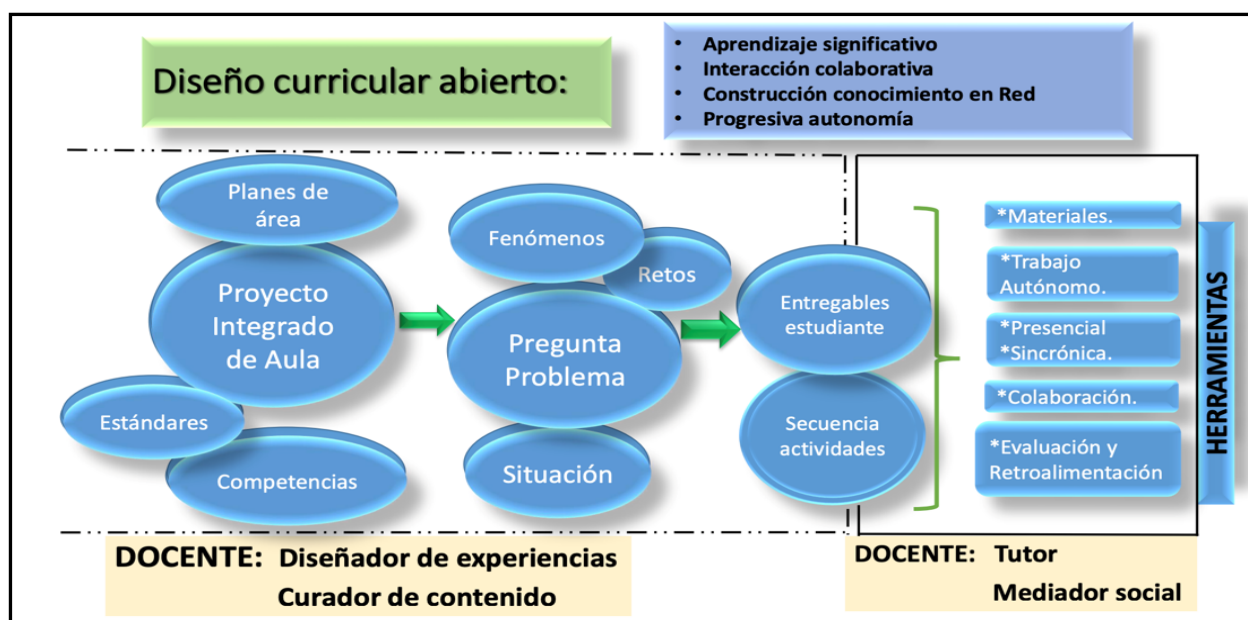 Diseño curricular abierto:
• Aprendizaje significativo
• Interacción colaborativa
• Construcción conocimiento en Red
• Progresiva autonomía
Planes de
área
Proyecto
Integrado
de Aula
Estándares
Competencias
Fenómenos
Retos
Pregunta
Problema
Situación
Entregables
estudiante
Secuencia
actividades
*Materiales.
*Trabajo
Autónomo.
*Presencial
*Sincrónica.
*Colaboración.
*Evaluación y
Retroalimentación
HERRAMIENTAS
DOCENTE: Diseñador de experiencias
Curador de contenido
DOCENTE: Tutor
Mediador social